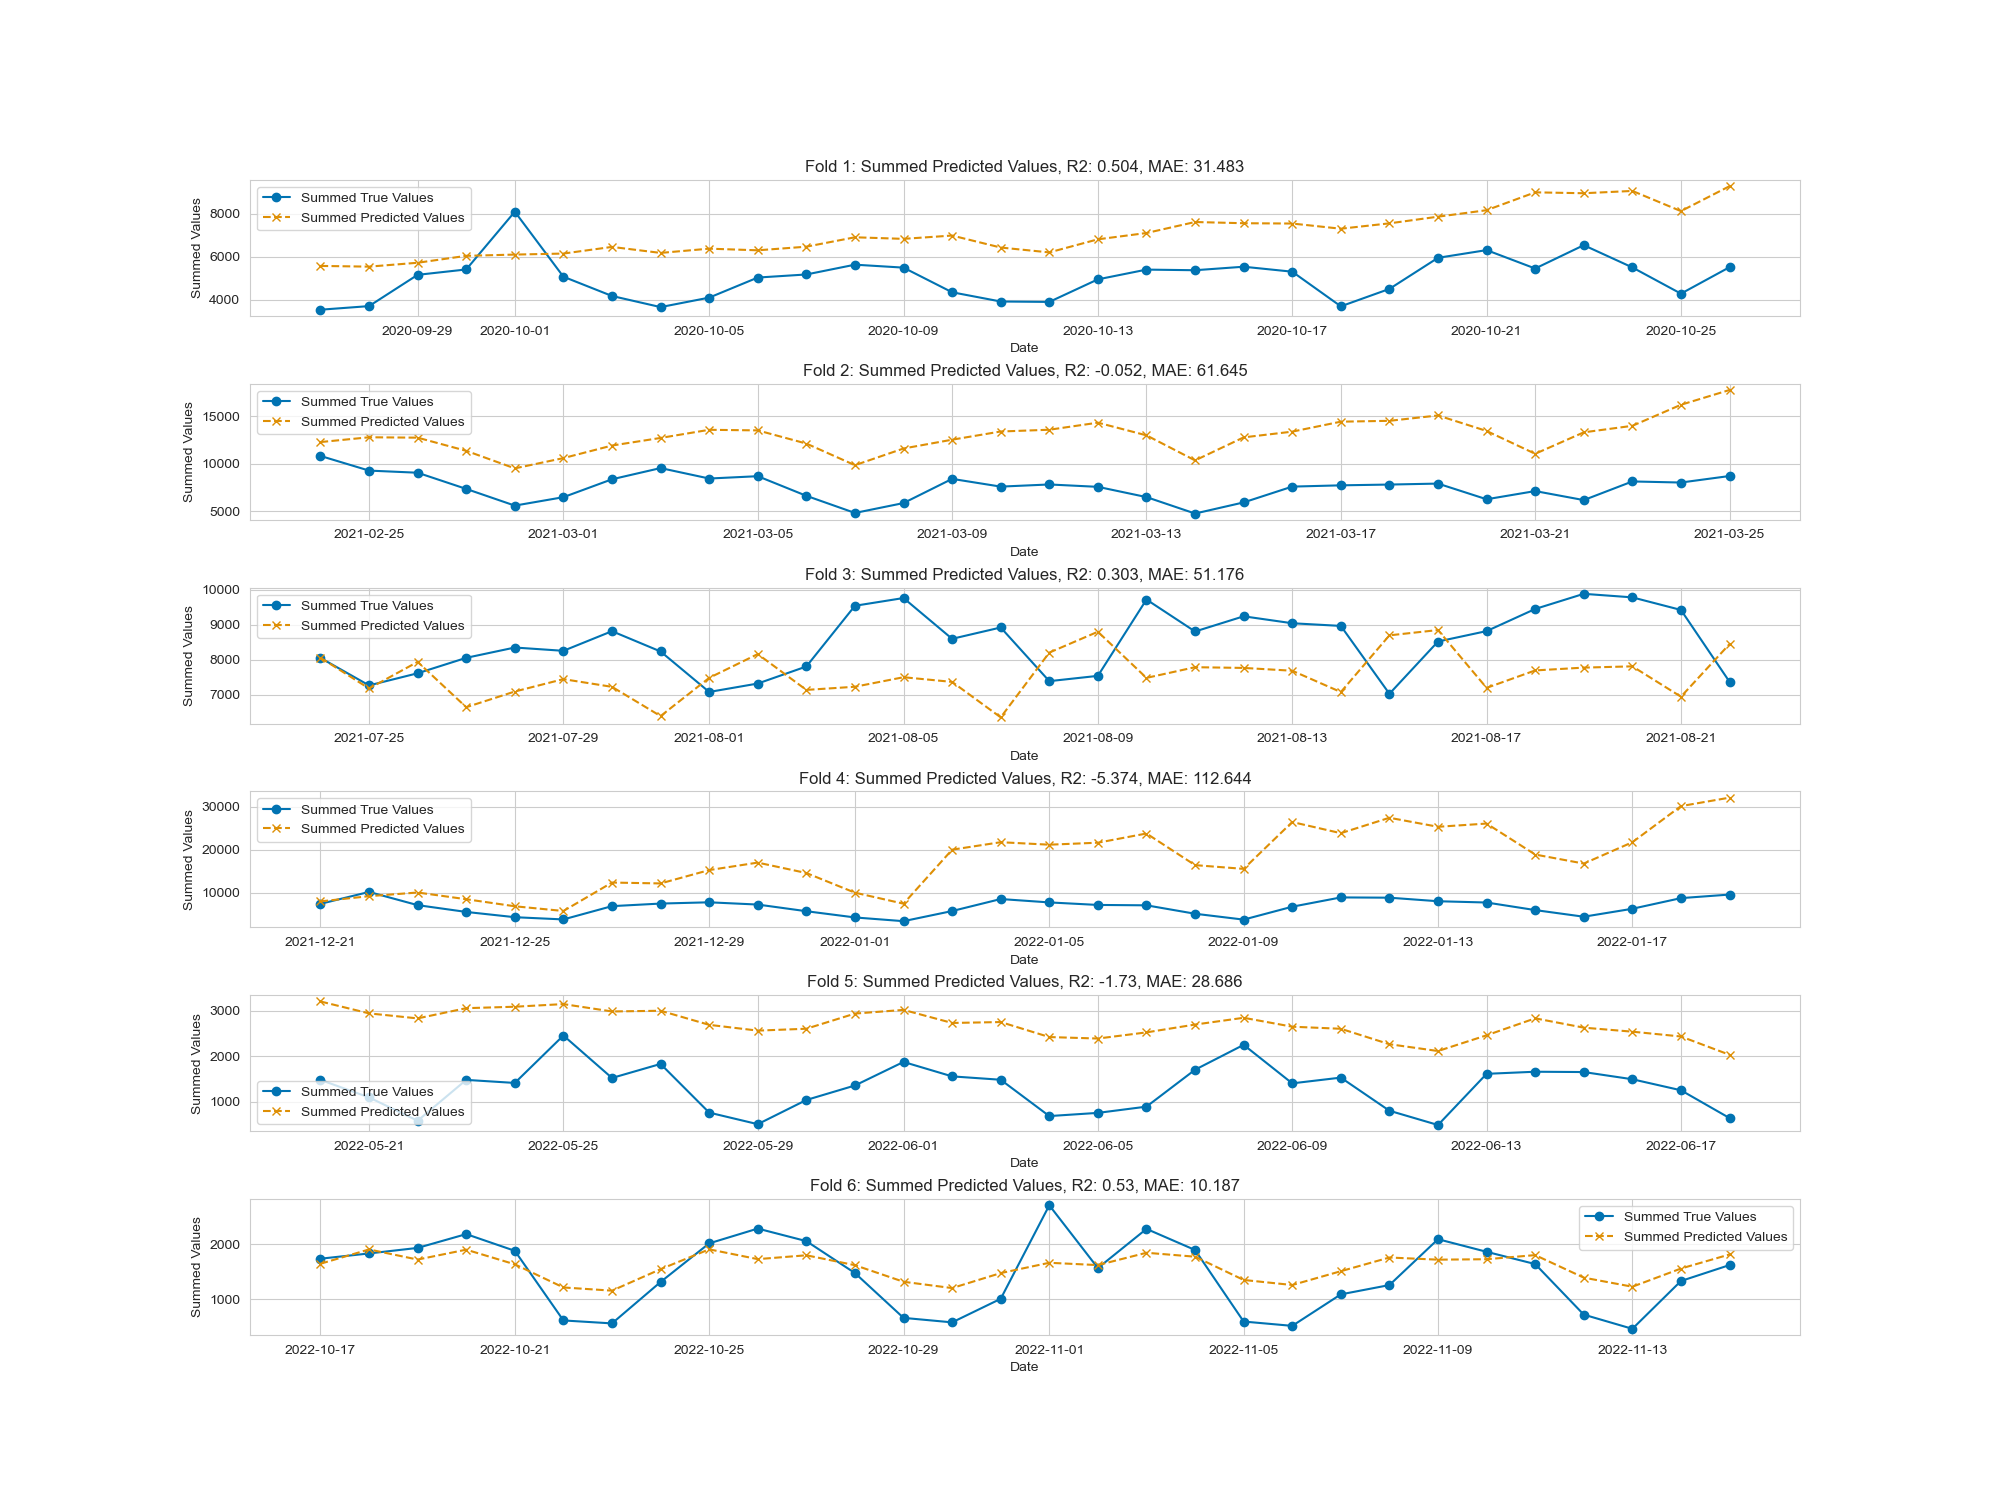 Fold 1: Summed Predicted Values, R2: 0.504, MAE: 31.483
Summed True Values
Summed Predicted Values
Summed Values
8000
6000
4000
2020-09-29 2020-10-01 2020-10-05 2020-10-09 2020-10-13 2020-10-17 2020-10-21 2020-10-25
Date
Fold 2: Summed Predicted Values, R2: -0.052, MAE: 61.645
Summed True Values
Summed Predicted Values
Summed Values
15000
10000
5000
2021-02-25 2021-03-01 2021-03-05 2021-03-09 2021-03-13 2021-03-17 2021-03-21 2021-03-25
Date
Fold 3: Summed Predicted Values, R2: 0.303, MAE: 51.176
Summed True Values
Summed Predicted Values
Summed Values
10000
9000
8000
7000
2021-07-25 2021-07-29 2021-08-01 2021-08-05 2021-08-09 2021-08-13 2021-08-17 2021-08-21
Date
Fold 4: Summed Predicted Values, R2: -5.374, MAE: 112.644
Summed True Values
Summed Predicted Values
Summed Values
30000
20000
10000
2021-12-21 2021-12-25 2021-12-29 2022-01-01 2022-01-05 2022-01-09 2022-01-13 2022-01-17
Date
Fold 5: Summed Predicted Values, R2: -1.73, MAE: 28.686
Summed True Values
Summed Predicted Values
Summed Values
3000
2000
1000
2022-05-21 2022-05-25 2022-05-29 2022-06-01 2022-06-05 2022-06-09 2022-06-13 2022-06-17
Date
Fold 6: Summed Predicted Values, R2: 0.53, MAE: 10.187
Summed True Values
Summed Predicted Values
Summed Values
2000
1000
2022-10-17 2022-10-21 2022-10-25 2022-10-29 2022-11-01 2022-11-05 2022-11-09 2022-11-13
Date